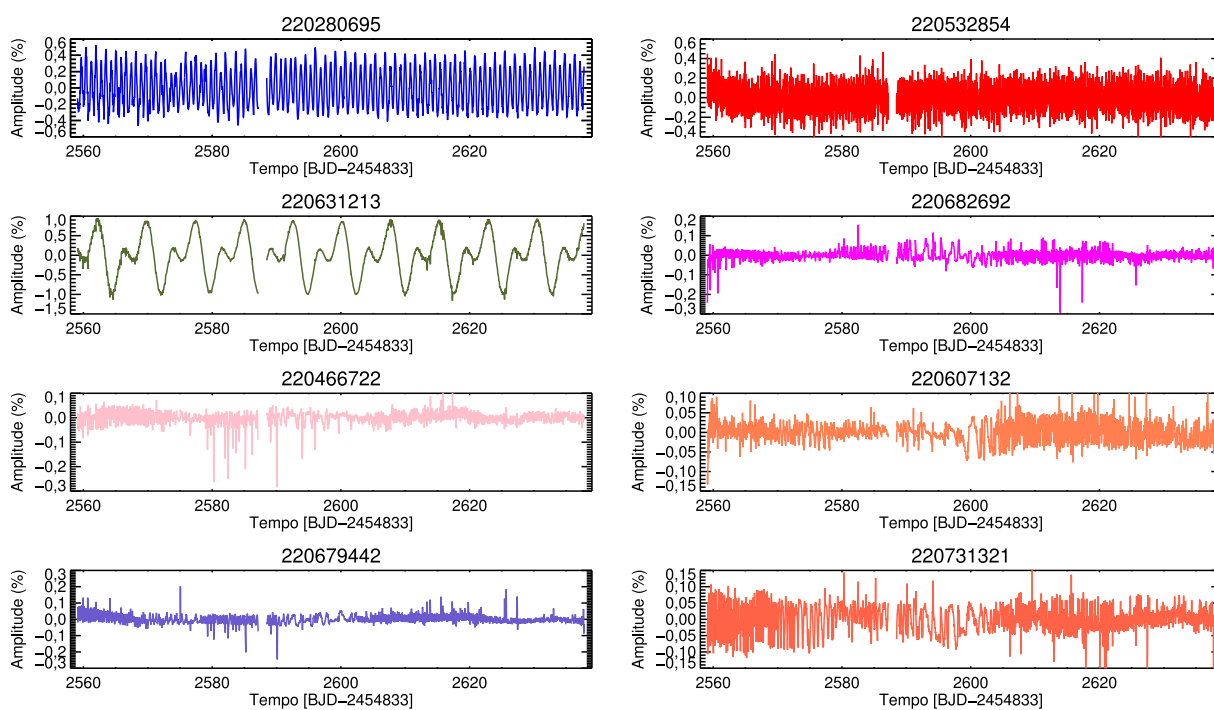 220280695
Amplitude (%)
0,6
0,4
0,2
0,0
−0,2
−0,4
−0,6
2560 2580 2600 2620
Tempo [BJD−2454833]
220532854
Amplitude (%)
0,6
0,4
0,2
0,0
−0,2
−0,4
2560 2580 2600 2620
Tempo [BJD−2454833]
220631213
Amplitude (%)
1,0
0,5
0,0
−0,5
−1,0
−1,5
2560 2580 2600 2620
Tempo [BJD−2454833]
220682692
Amplitude (%)
0,2
0,1
0,0
−0,1
−0,2
−0,3
2560 2580 2600 2620
Tempo [BJD−2454833]
220466722
Amplitude (%)
0,1
0,0
−0,1
−0,2
−0,3
2560 2580 2600 2620
Tempo [BJD−2454833]
220607132
Amplitude (%)
0,10
0,05
0,00
−0,05
−0,10
−0,15
2560 2580 2600 2620
Tempo [BJD−2454833]
220679442
Amplitude (%)
0,3
0,2
0,1
0,0
−0,1
−0,2
−0,3
2560 2580 2600 2620
Tempo [BJD−2454833]
220731321
Amplitude (%)
0,15
0,10
0,05
0,00
−0,05
−0,10
−0,15
2560 2580 2600 2620
Tempo [BJD−2454833]